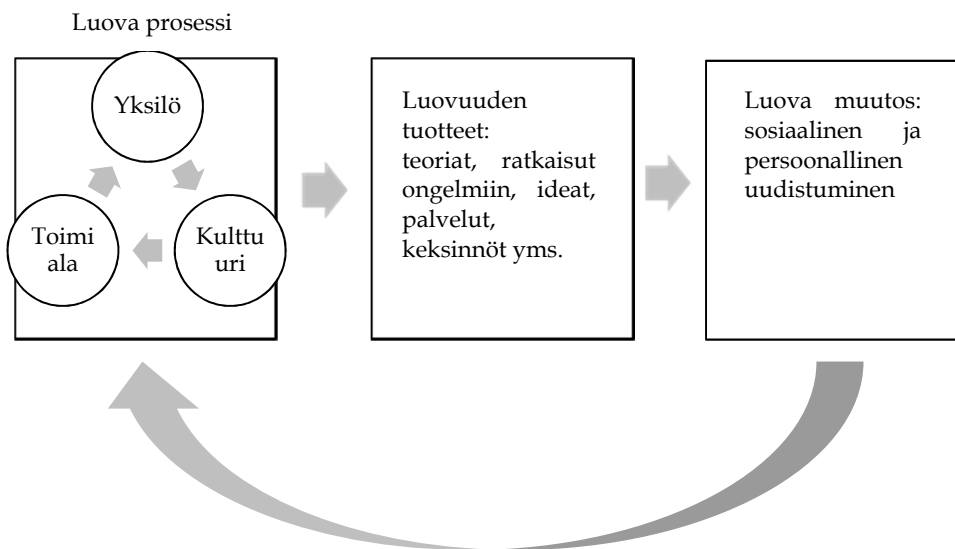 Luova prosessi
Yksilö
Toimi
ala
Kulttu
uri
Luovuuden
tuotteet:
teoriat, ratkaisut
ongelmiin, ideat,
palvelut,
keksinnöt yms.
Luova muutos:
sosiaalinen ja
persoonallinen
uudistuminen